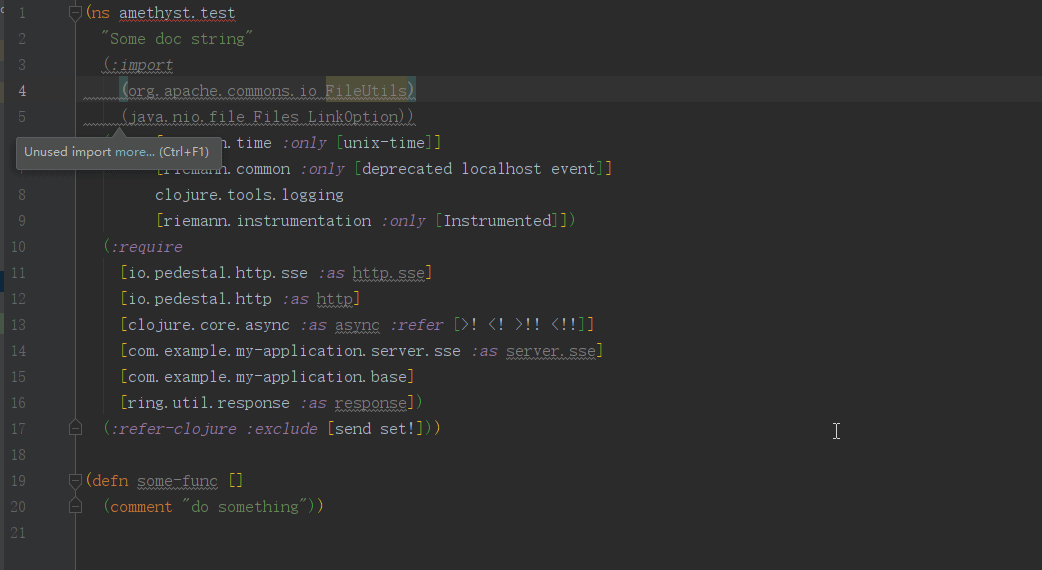 1 (ns amethyst.test
2 "Some doc string"
3 (:import
4 (org.apache.commons.io FileUtils)
5 (java.nio.file Files LinkOption))
.time :only [unix-time]]
Unused import more... (Ctrl+F1)
[riemann.common :only [deprecated localhost event]]
8 clojure.tools.logging
9 [riemann.instrumentation :only [Instrumented]])
10 (:require
11 [io.pedestal.http.sse :as http.sse]
12 [io.pedestal.http :as http]
13 [clojure.core.async :as async :refer [>! <! >!! <!!]]
14 [com.example.my-application.server.sse :as server.sse]
15 [com.example.my-application.base]
16 [ring.util.response :as response])
17 (:refer-clojure :exclude [send set!]))
18
19 (defn some-func []
20 (comment "do something"))
21